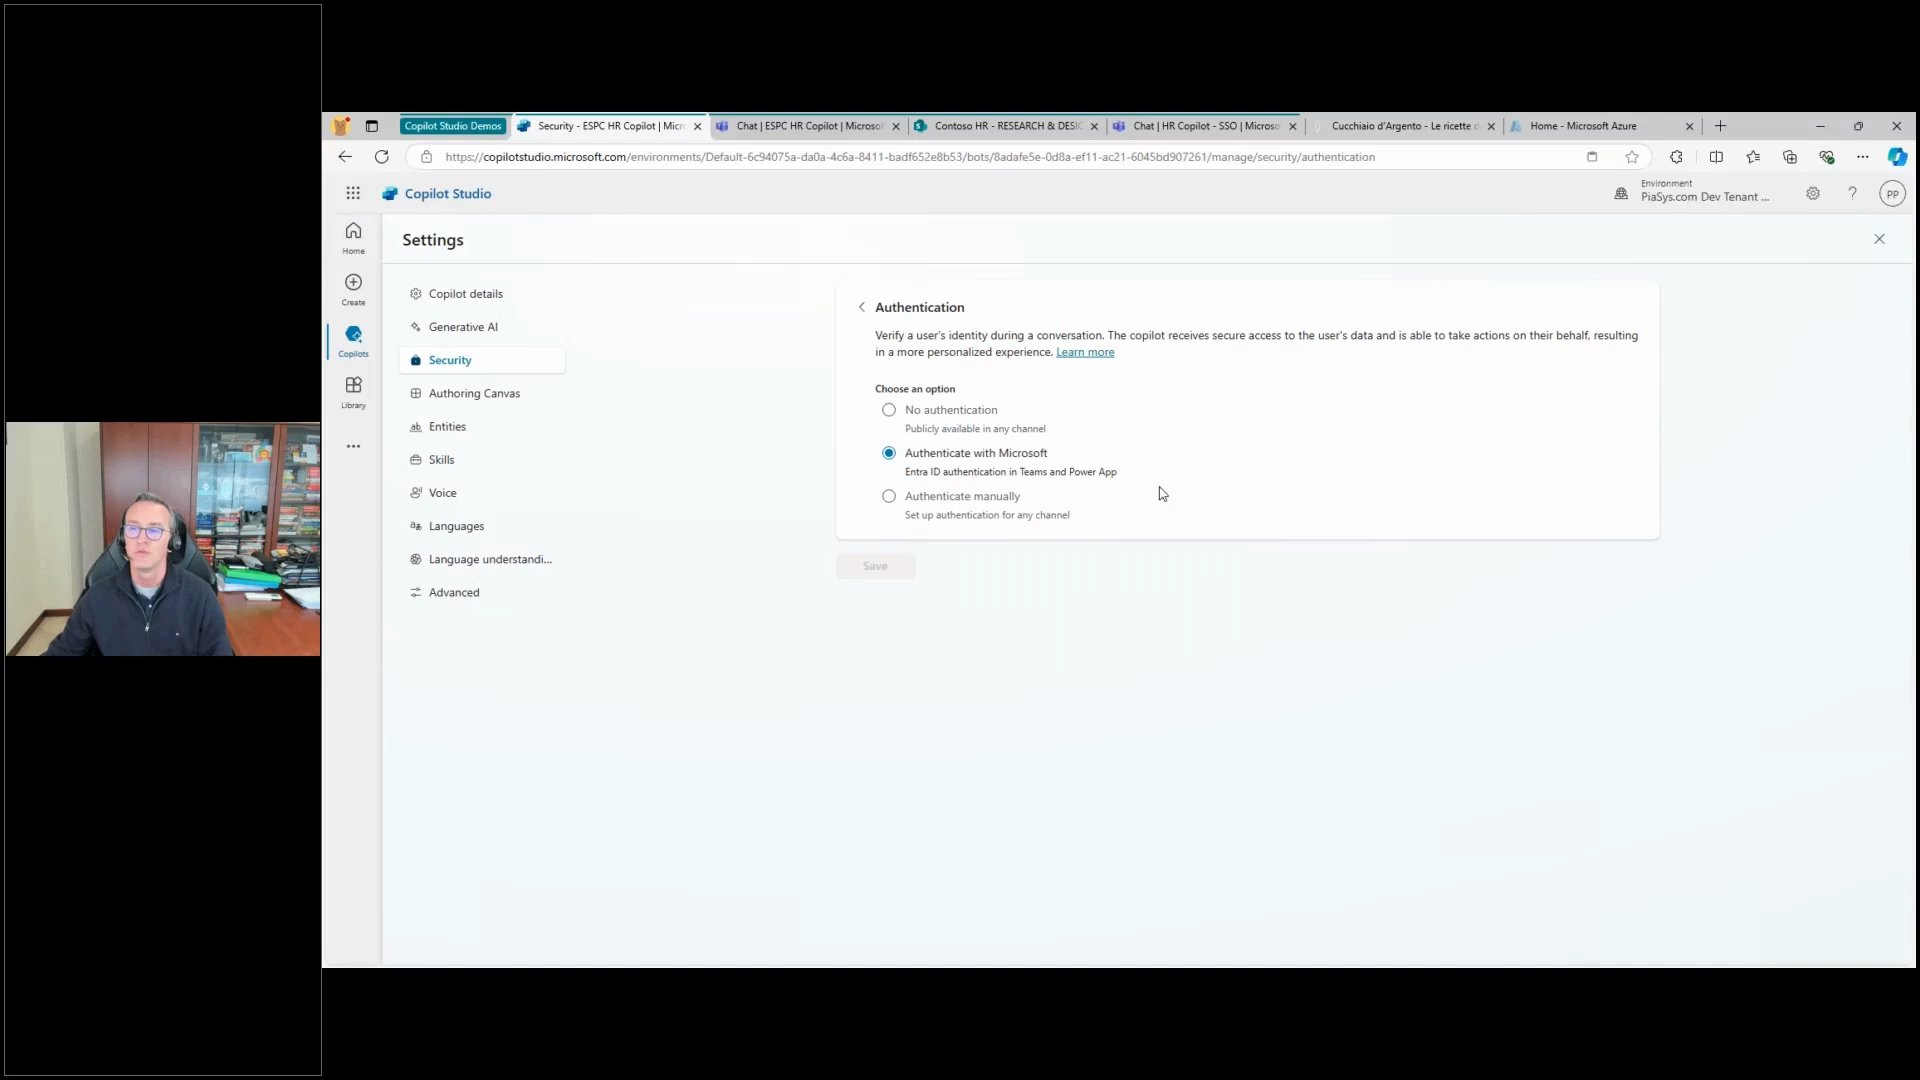 Copilot Studio Demos
Security - ESPC HR Copilot | Micr
Chat | ESPC HR Copilot | Microsof
Contoso HR - RESEARCH & DESIG
Chat | HR Copilot - SSO | Microso
Cucchiaio d'Argento - Le ricette d
Home - Microsoft Azure
https://copilotstudio.microsoft.com/environments/Default-6c94075a-da0a-4c6a-8411-badf652e8b53/bots/8adafe5e-0d8a-ef11-ac21-6045bd907261/manage/security/authentication
Copilot Studio
Environment
PiaSys.com Dev Tenant ...
PP
Home
Create
Copilots
Library
Settings
Copilot details
Generative AI
Security
Authoring Canvas
Entities
Skills
Voice
Languages
Language understandi...
Advanced
Authentication
Verify a user's identity during a conversation. The copilot receives secure access to the user's data and is able to take actions on their behalf, resulting
in a more personalized experience. Learn more
Choose an option
No authentication
Publicly available in any channel
Authenticate with Microsoft
Entra ID authentication in Teams and Power App
Authenticate manually
Set up authentication for any channel
Save